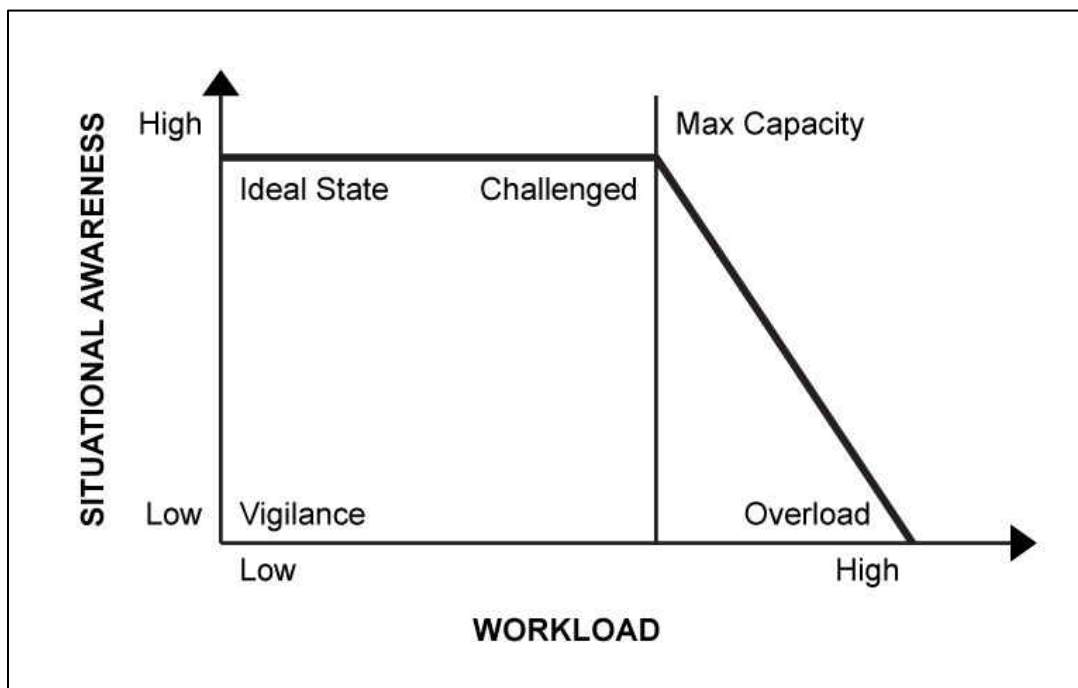 SITUATIONAL AWARENESS
High
Max Capacity
Ideal State
Challenged
Low
Vigilance
Overload
Low
High
WORKLOAD